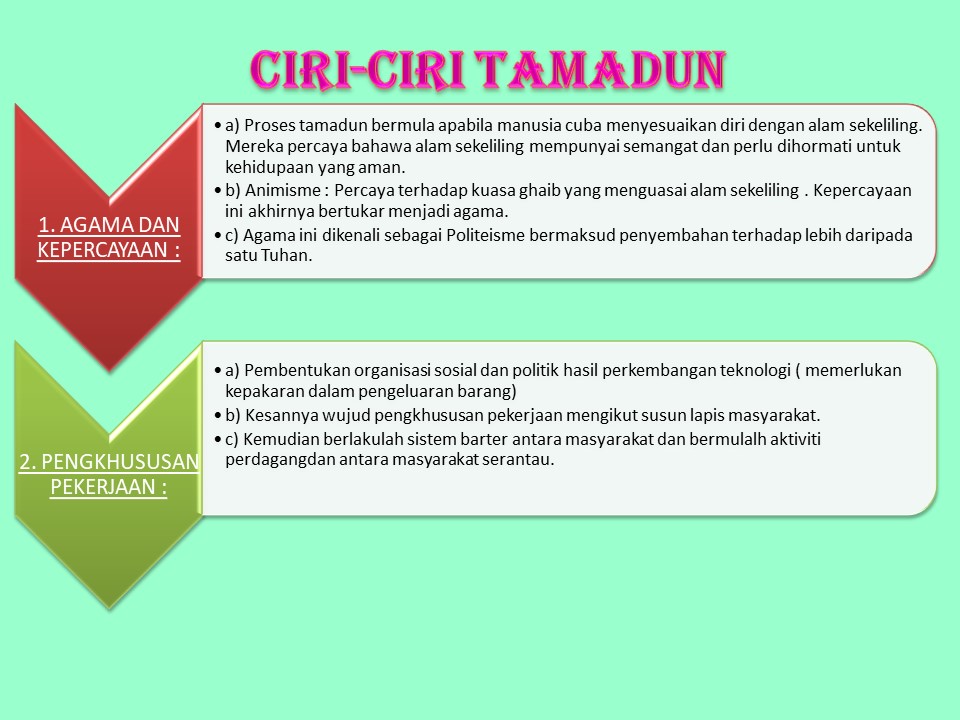 CIRI-CIRI TAMADUN
1. AGAMA DAN
KEPERCAYAAN :
• a) Proses tamadun bermula apabila manusia cuba menyesuaikan diri dengan alam sekeliling.
Mereka percaya bahawa alam sekeliling mempunyai semangat dan perlu dihormati untuk
kehidupaan yang aman.
• b) Animisme : Percaya terhadap kuasa ghaib yang menguasai alam sekeliling . Kepercayaan
ini akhirnya bertukar menjadi agama.
• c) Agama ini dikenali sebagai Politeisme bermaksud penyembahan terhadap lebih daripada
satu Tuhan.
2. PENGKHUSUSAN
PEKERJAAN :
• a) Pembentukan organisasi sosial dan politik hasil perkembangan teknologi ( memerlukan
kepakaran dalam pengeluaran barang)
• b) Kesannya wujud pengkhususan pekerjaan mengikut susun lapis masyarakat.
• c) Kemudian berlakulah sistem barter antara masyarakat dan bermulalh aktiviti
perdagangdan antara masyarakat serantau.